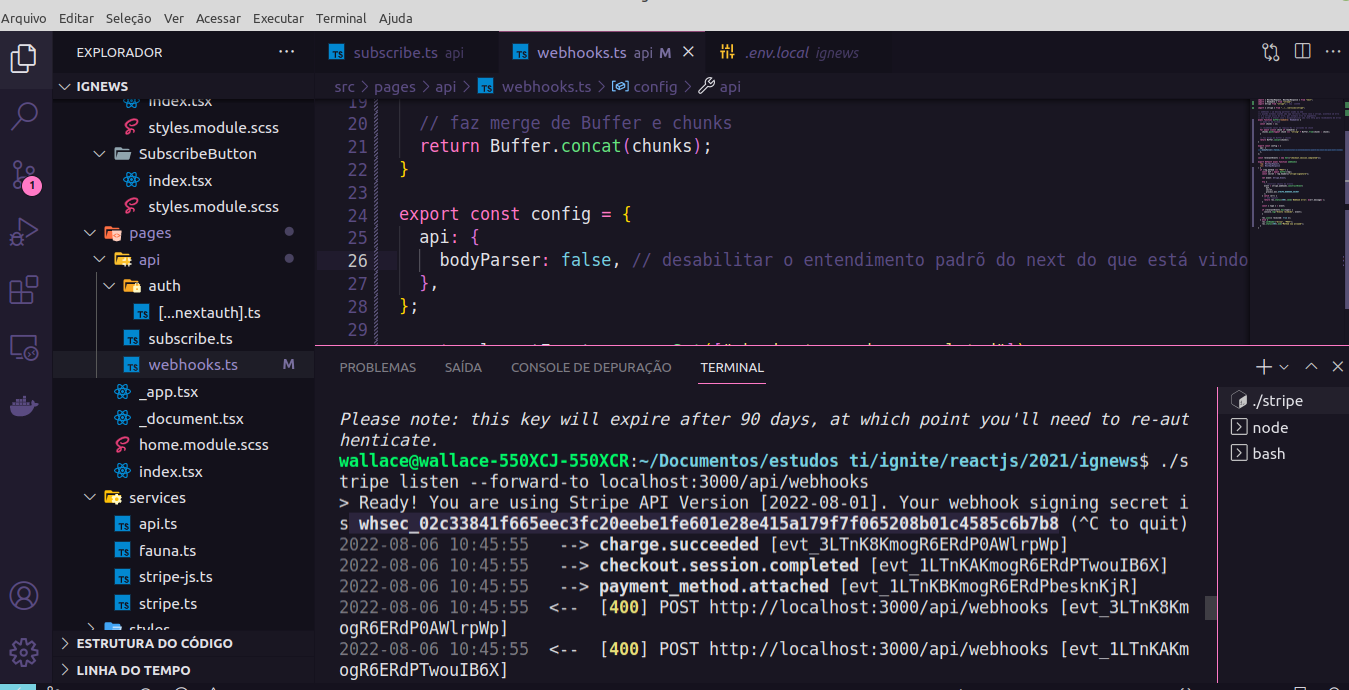 Arquivo Editar Seleção Ver Acessar Executar Terminal Ajuda
EXPLORADOR
IGNEWS
index.tsx
styles.module.scss
SubscribeButton
index.tsx
styles.module.scss
pages
api
auth
[...nextauth].ts
subscribe.ts
webhooks.ts M
_app.tsx
_document.tsx
home.module.scss
index.tsx
services
api.ts
fauna.ts
stripe-js.ts
stripe.ts
styles
ESTRUTURA DO CÓDIGO
LINHA DO TEMPO
1
subscribe.ts api
webhooks.ts api M
.env.local ignews
src > pages > api > webhooks.ts > config > api
19
20 // faz merge de Buffer e chunks
21 return Buffer.concat(chunks);
22 }
23
24 export const config = {
25 api: {
26 bodyParser: false, // desabilitar o entendimento padrõ do next do que está vindo
27 },
28 };
29
PROBLEMAS SAÍDA CONSOLE DE DEPURAÇÃO TERMINAL
Please note: this key will expire after 90 days, at which point you'll need to re-aut
henticate.
wallace@wallace-550XCJ-550XCR:~/Documentos/estudos ti/ignite/reactjs/2021/ignews$ ./s
tripe listen --forward-to localhost:3000/api/webhooks
> Ready! You are using Stripe API Version [2022-08-01]. Your webhook signing secret i
s whsec_02c33841f665eec3fc20eebe1fe601e28e415a179f7f065208b01c4585c6b7b8 (^C to quit)
2022-08-06 10:45:55 --> charge.succeeded [evt_3LTnK8KmogR6ERdP0AWlrpWp]
2022-08-06 10:45:55 --> checkout.session.completed [evt_1LTnKAKmogR6ERdPTwouIB6X]
2022-08-06 10:45:55 --> payment_method.attached [evt_1LTnKBKmogR6ERdPbesknKjR]
2022-08-06 10:45:55 <-- [400] POST http://localhost:3000/api/webhooks [evt_3LTnK8Km
ogR6ERdP0AWlrpWp]
2022-08-06 10:45:55 <-- [400] POST http://localhost:3000/api/webhooks [evt_1LTnKAKm
ogR6ERdPTwouIB6X]
./stripe
node
bash